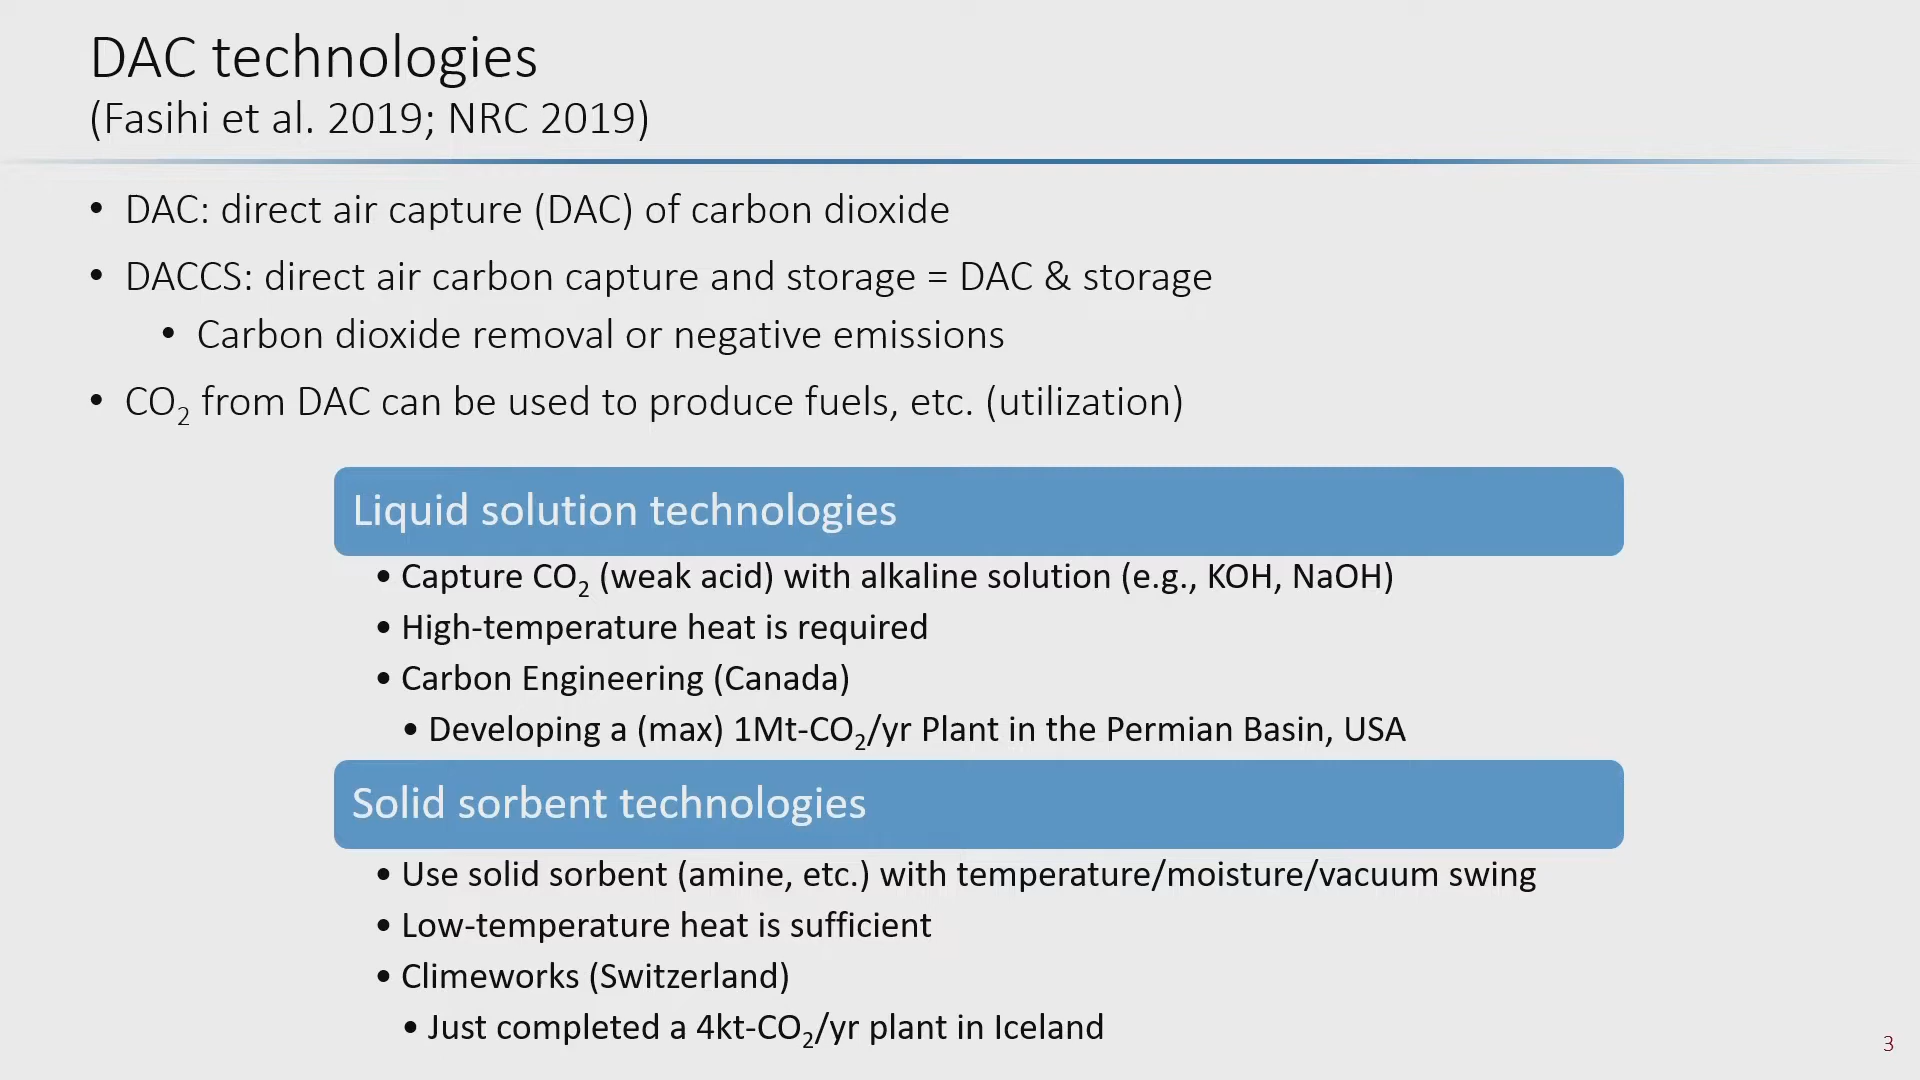 DAC technologies
(Fasihi et al. 2019; NRC 2019)
• DAC: direct air capture (DAC) of carbon dioxide
• DACCS: direct air carbon capture and storage = DAC & storage
• Carbon dioxide removal or negative emissions
• CO₂ from DAC can be used to produce fuels, etc. (utilization)
Liquid solution technologies
• Capture CO₂ (weak acid) with alkaline solution (e.g., KOH, NaOH)
• High-temperature heat is required
• Carbon Engineering (Canada)
• Developing a (max) 1Mt-CO₂/yr Plant in the Permian Basin, USA
Solid sorbent technologies
• Use solid sorbent (amine, etc.) with temperature/moisture/vacuum swing
• Low-temperature heat is sufficient
• Climeworks (Switzerland)
• Just completed a 4kt-CO₂/yr plant in Iceland
3